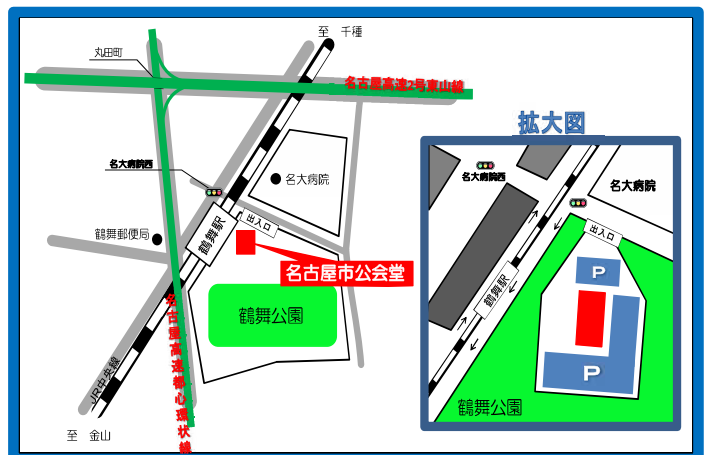 至　千種
丸田町
名古屋高速2号東山線
名大病院西
名大病院
鶴舞郵便局
鶴舞駅
出入口
名古屋市公会堂
鶴舞公園
名古屋高速都心環状線
JR中央線
至　金山
拡大図
名大病院西
名大病院
出入口
P
鶴舞駅
P
鶴舞公園